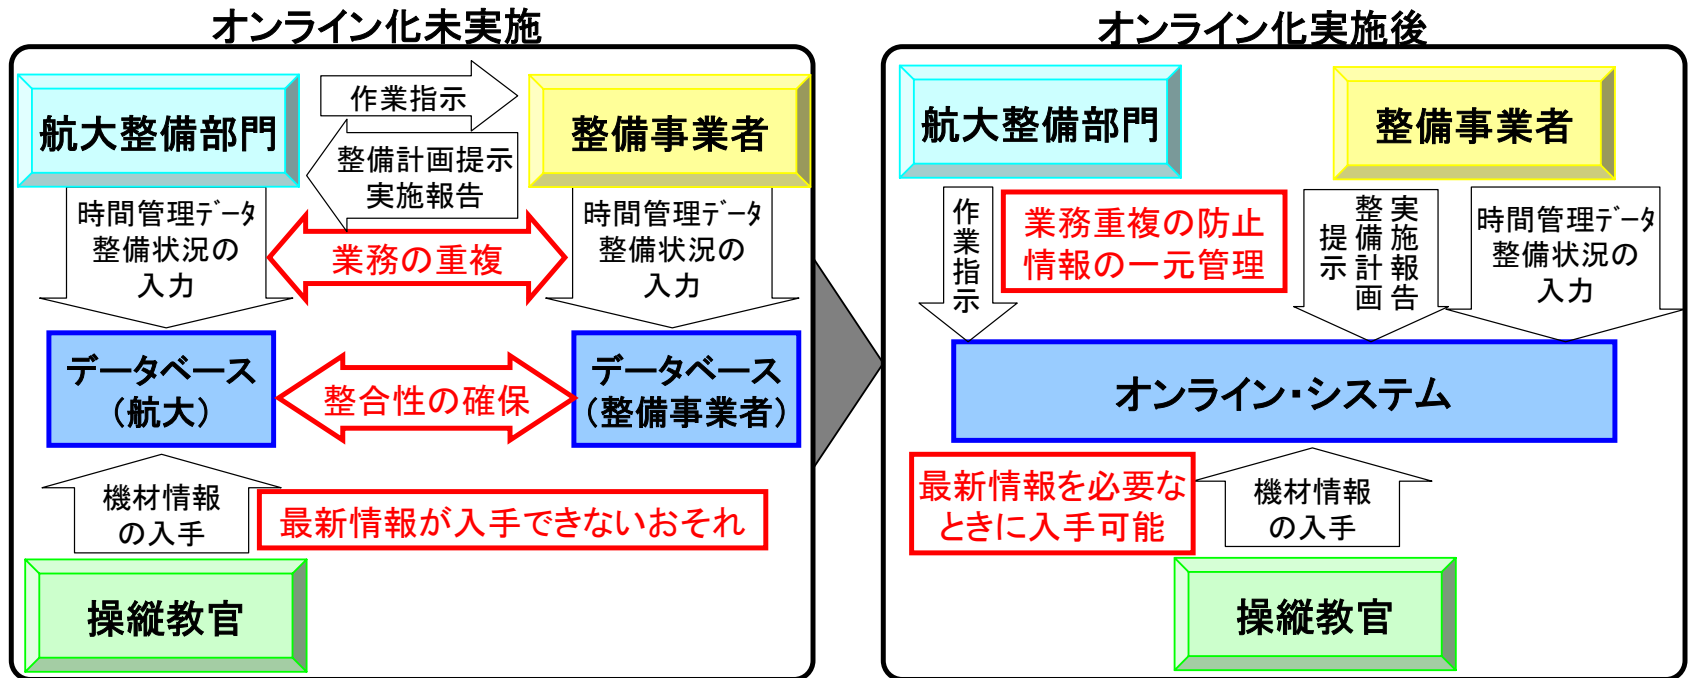 オンライン化未実施
航大整備部門
作業指示
整備計画提示
実施報告
整備事業者
時間管理データ
整備状況の
入力
業務の重複
時間管理データ
整備状況の
入力
データベース
(航大)
整合性の確保
データベース
(整備事業者)
機材情報
の入手
最新情報が入手できないおそれ
操縦教官
オンライン化実施後
航大整備部門
整備事業者
作業指示
業務重複の防止
情報の一元管理
実施報告
整備計画
提示
時間管理データ
整備状況の
入力
オンライン・システム
最新情報を必要な
ときに入手可能
機材情報
の入手
操縦教官